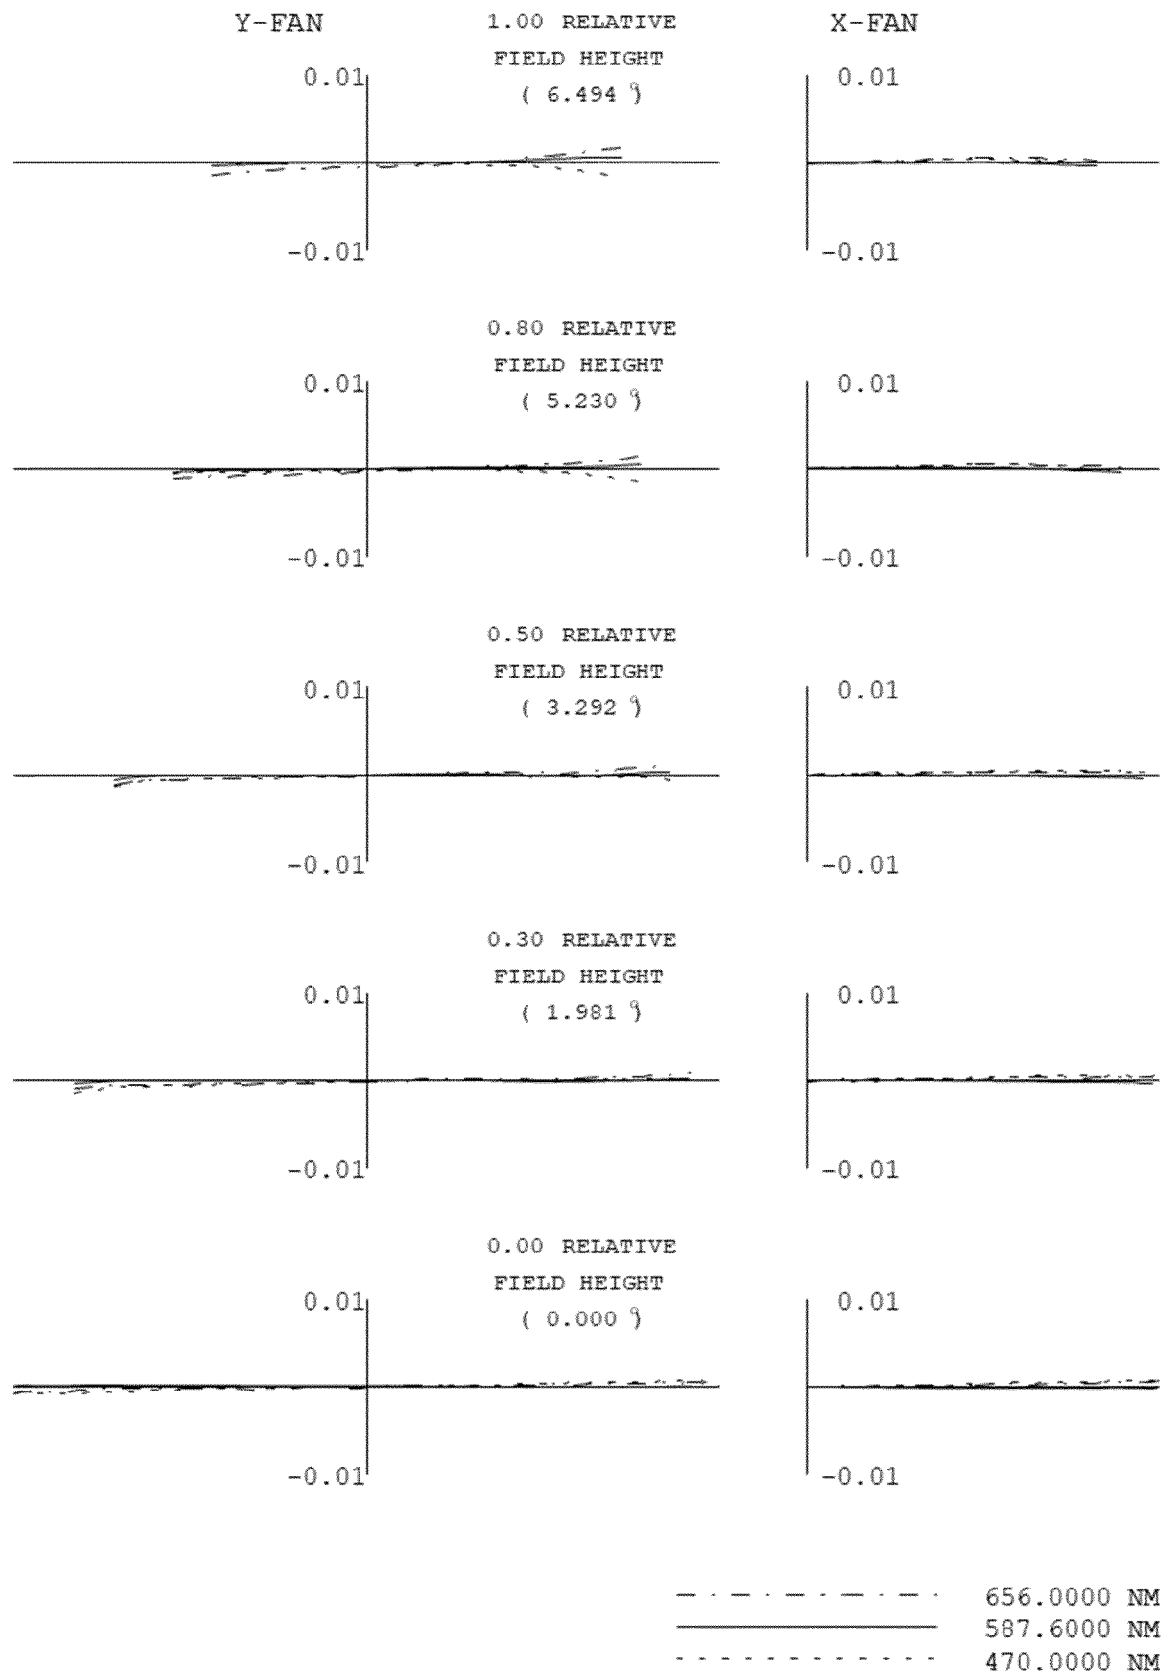 Y-FAN 1.00 RELATIVE X-FAN
FIELD HEIGHT
0.01 0.01
( 6.494 °)
-0.01 -0.01
0.80 RELATIVE
FIELD HEIGHT
0.01 0.01
( 5.230 °)
-0.01 -0.01
0.50 RELATIVE
FIELD HEIGHT
0.01 0.01
( 3.292 °)
-0.01 -0.01
0.30 RELATIVE
FIELD HEIGHT
0.01 0.01
( 1.981 °)
-0.01 -0.01
0.00 RELATIVE
FIELD HEIGHT
0.01 0.01
( 0.000 °)
-0.01 -0.01
656.0000 NM
587.6000 NM
470.0000 NM